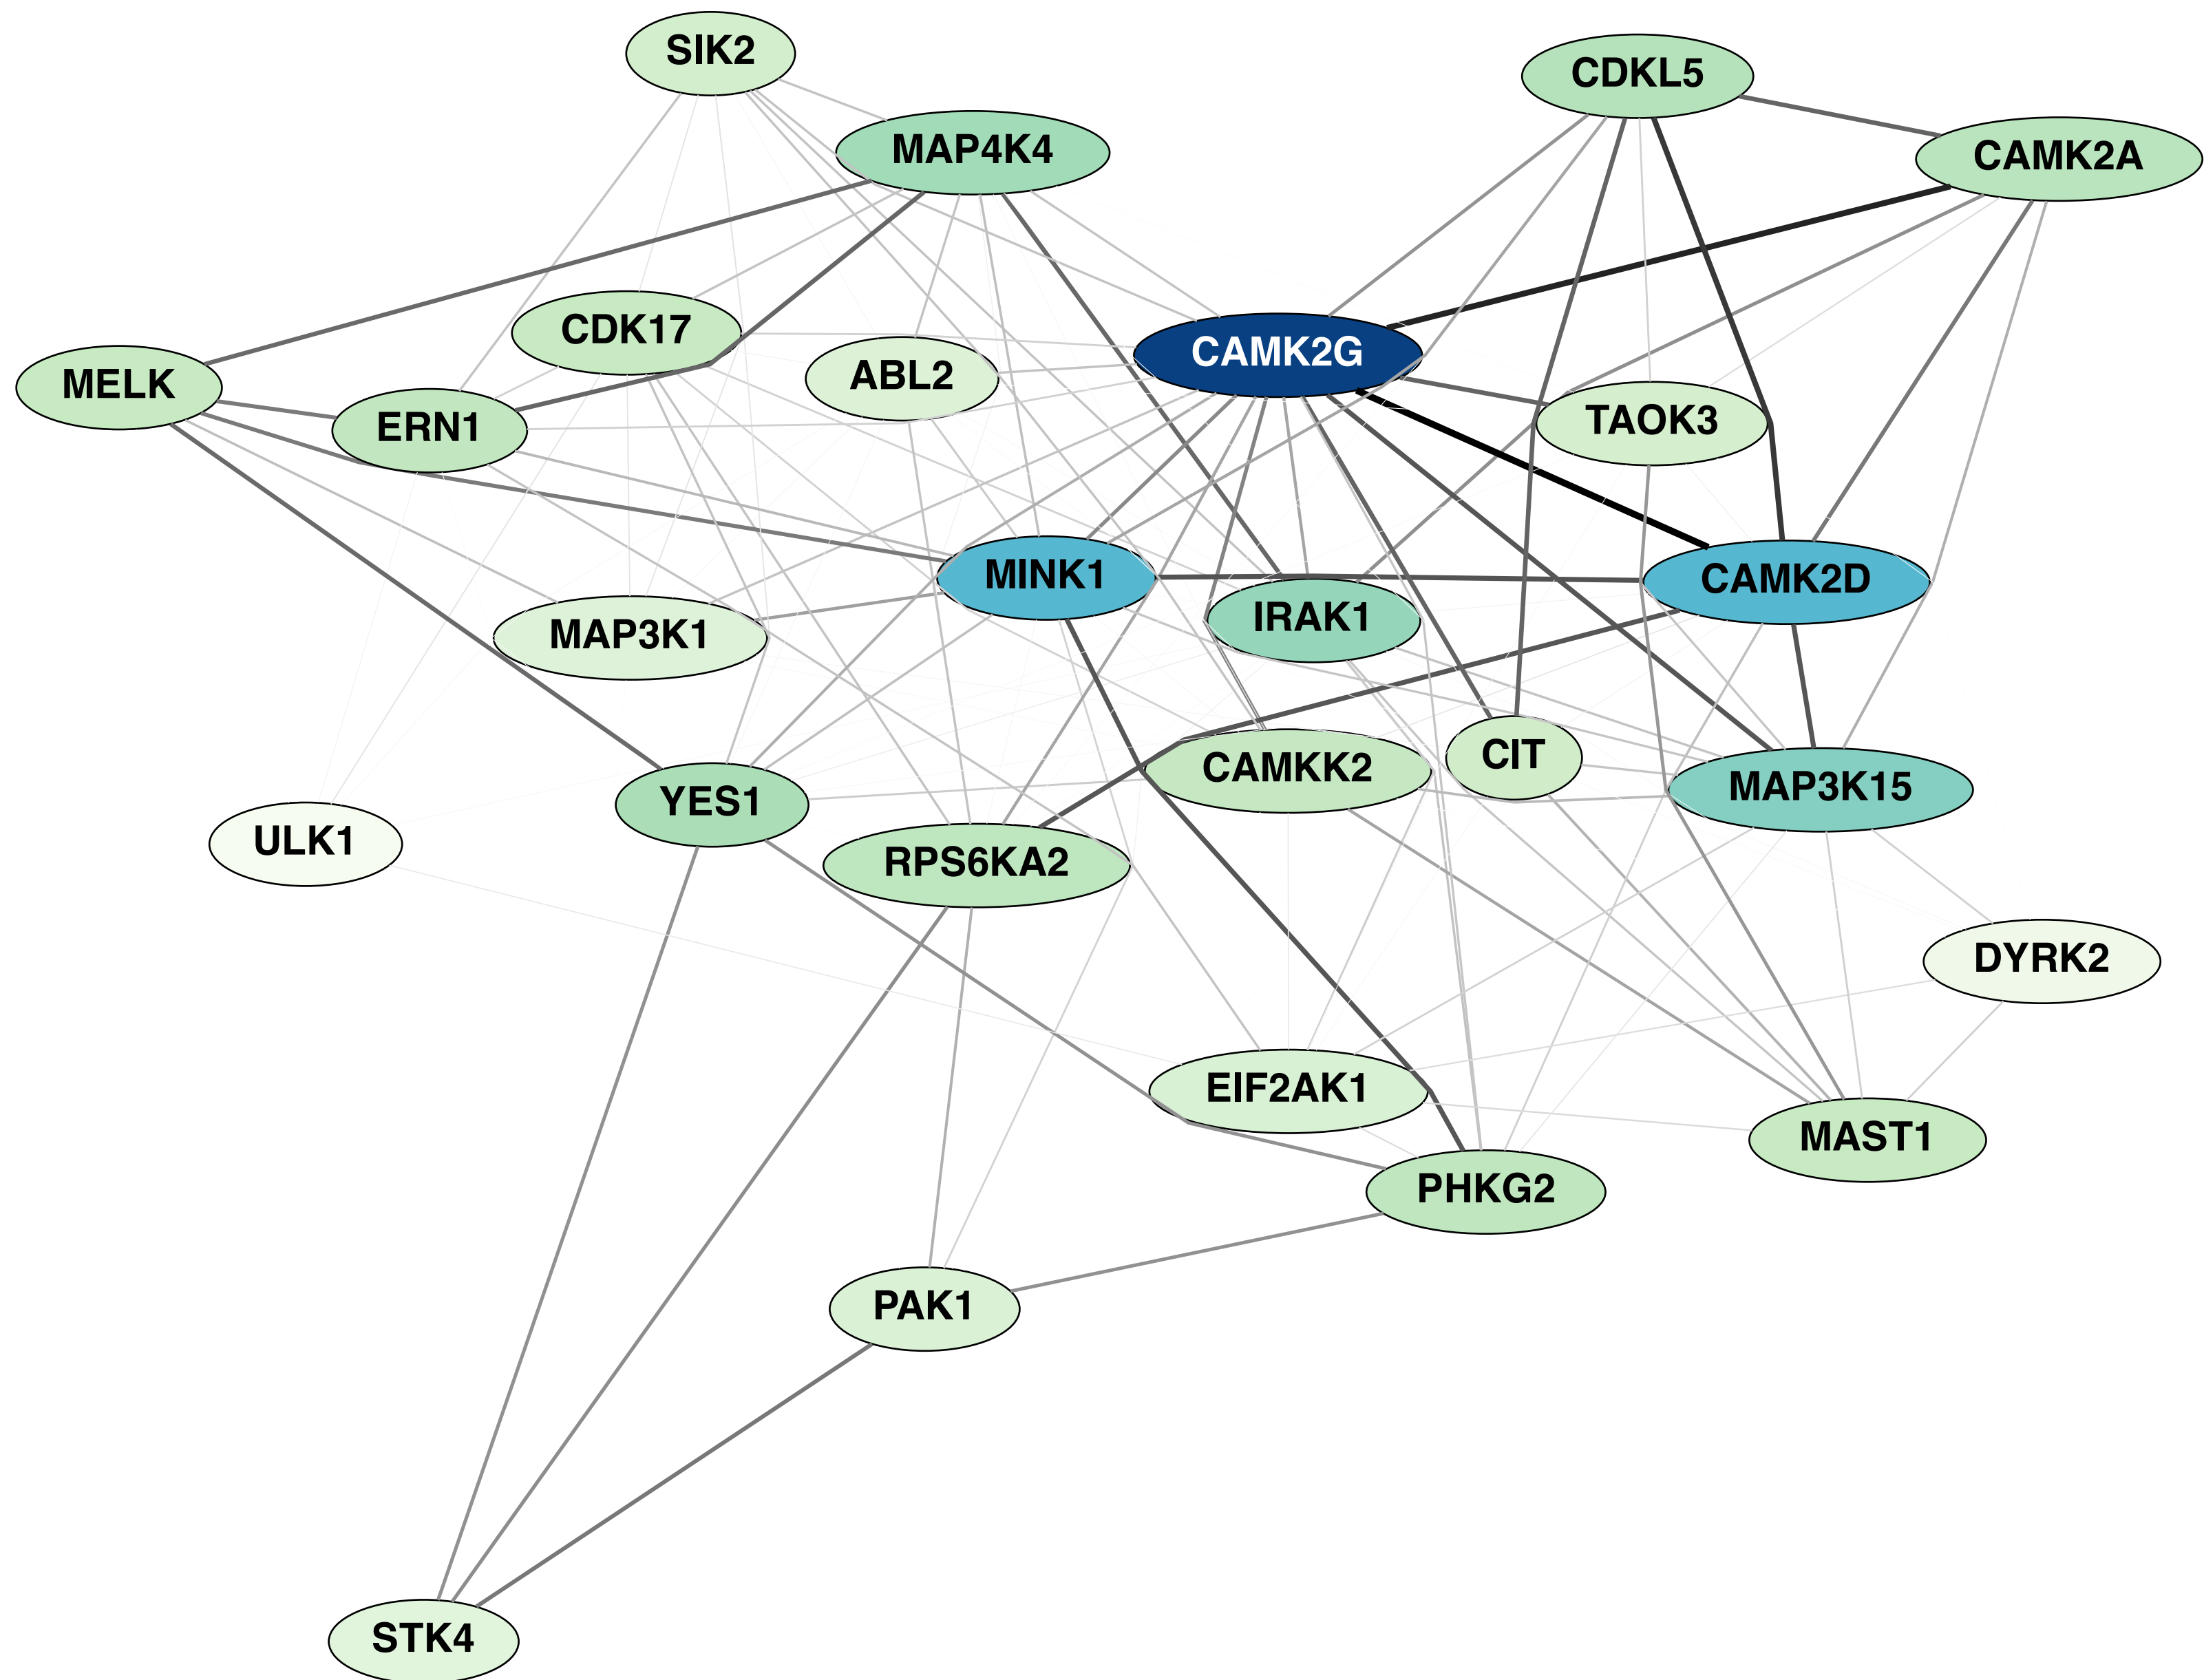 SIK2
CDKL5
MAP4K4
CAMK2A
CDK17
CAMK2G
MELK
ABL2
ERN1
TAOK3
MINK1
CAMK2D
IRAK1
MAP3K1
CIT
CAMKK2
MAP3K15
YES1
ULK1
RPS6KA2
DYRK2
EIF2AK1
MAST1
PHKG2
PAK1
STK4